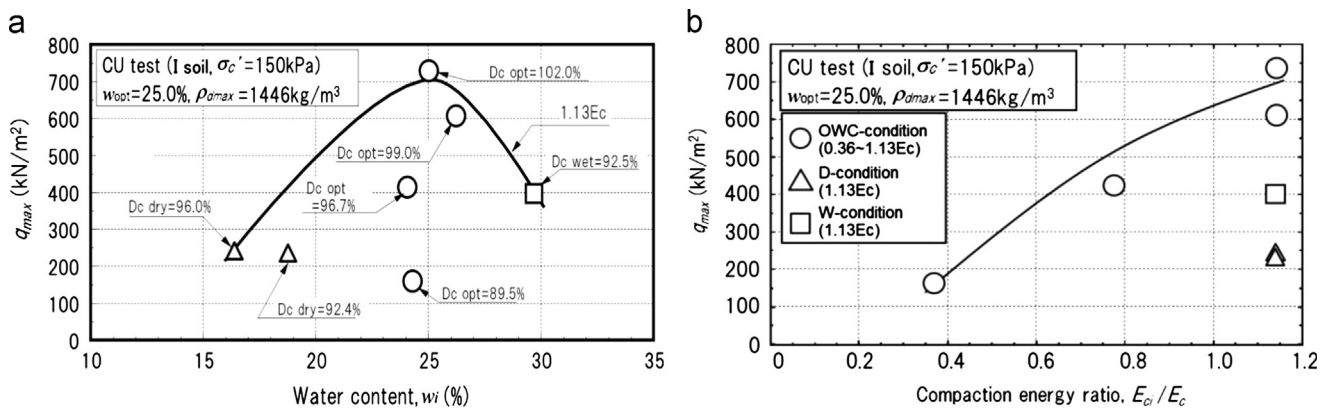 a
800
700
600
500
400
300
200
100
0
q_max (kN/m²)
CU test (I soil, σc'=150kPa)
w_opt=25.0%, ρ_dmax=1446kg/m³
Dc opt=102.0%
1.13Ec
Dc opt=99.0%
Dc wet=92.5%
Dc opt
=96.7%
Dc dry=96.0%
Dc dry=92.4%
Dc opt=89.5%
10 15 20 25 30 35
Water content, wi (%)
b
800
700
600
500
400
300
200
100
0
q_max (kN/m²)
CU test (I soil, σc'=150kPa)
w_opt=25.0%, ρ_dmax=1446kg/m³
OWC-condition
(0.36~1.13Ec)
D-condition
(1.13Ec)
W-condition
(1.13Ec)
0 0.2 0.4 0.6 0.8 1.0 1.2
Compaction energy ratio, E_ci/E_c